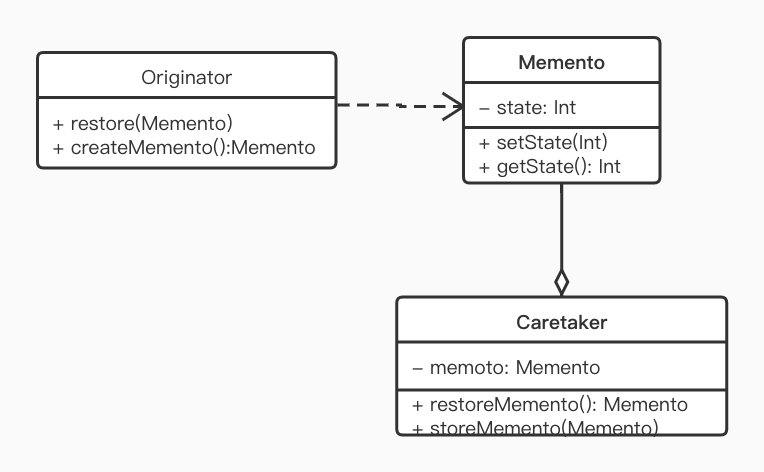 Originator
+ restore(Memento)
+ createMemento():Memento
Memento
– state: Int
+ setState(Int)
+ getState(): Int
Caretaker
– memoto: Memento
+ restoreMemento(): Memento
+ storeMemento(Memento)